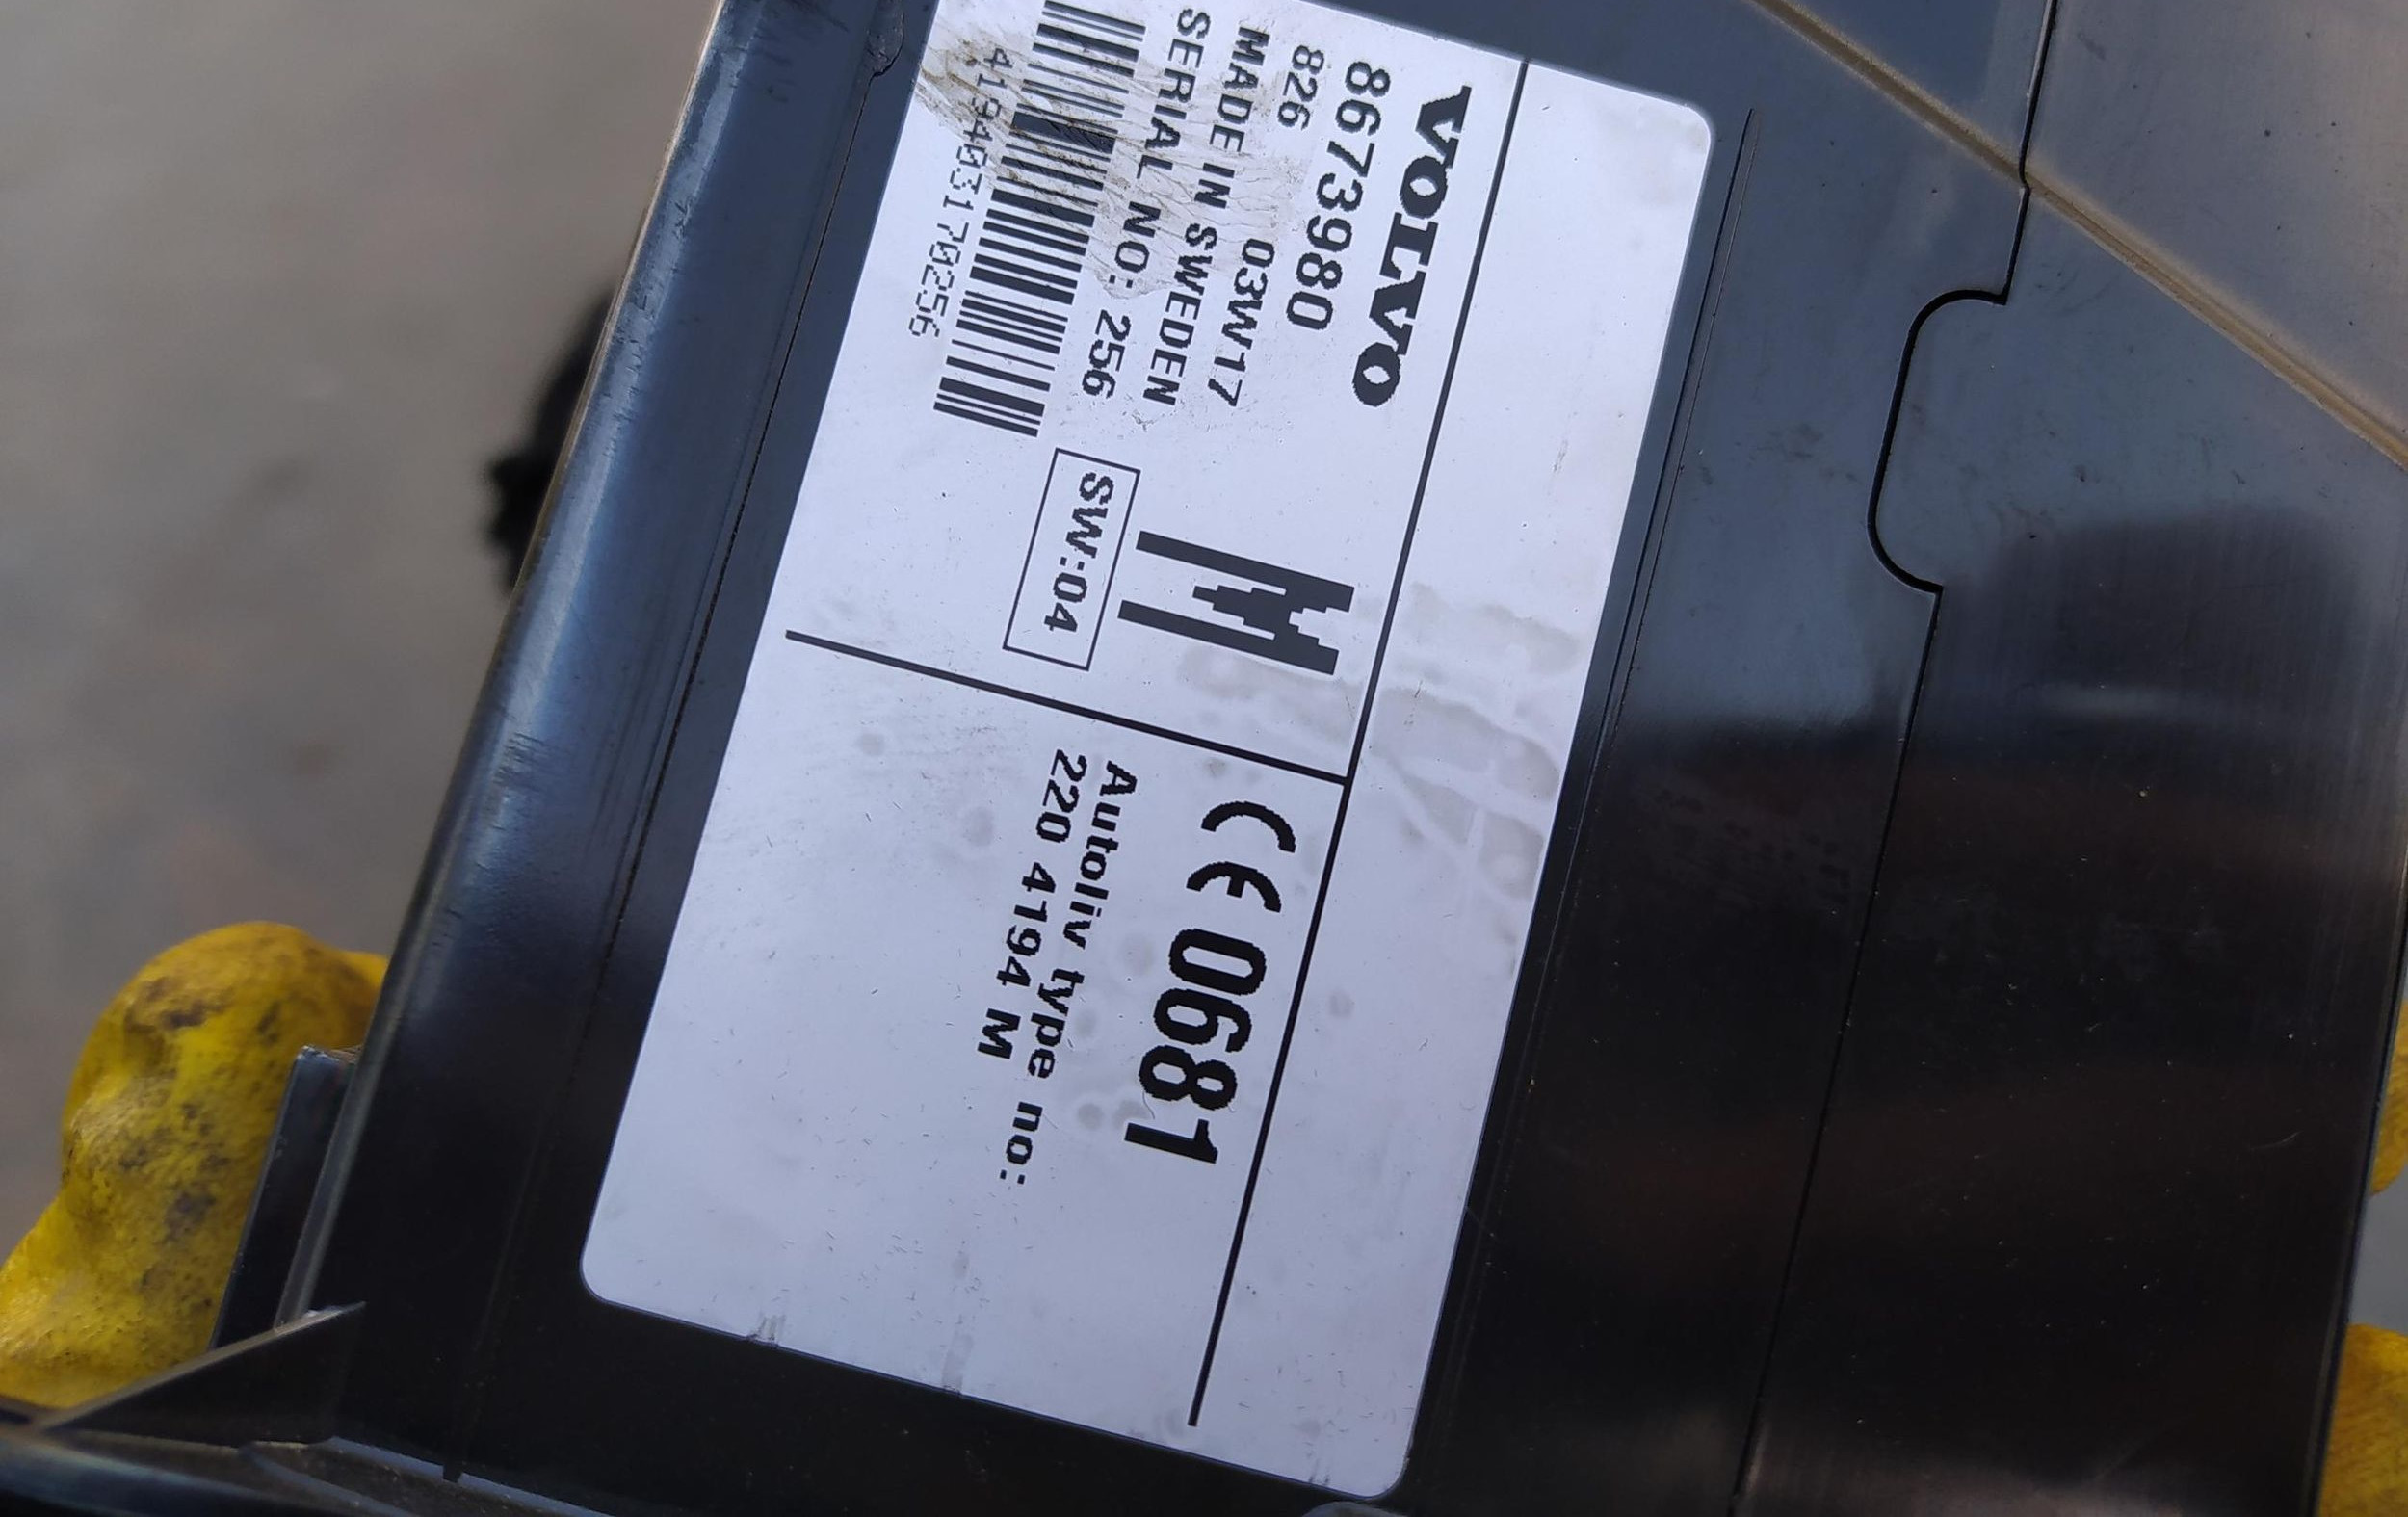 VOLVO
8673980
826 03W17
MADE IN SWEDEN
SERIAL NO: 256
419403170256
M
SW:04
CE 0681
Autoliv type no:
220 4194 M